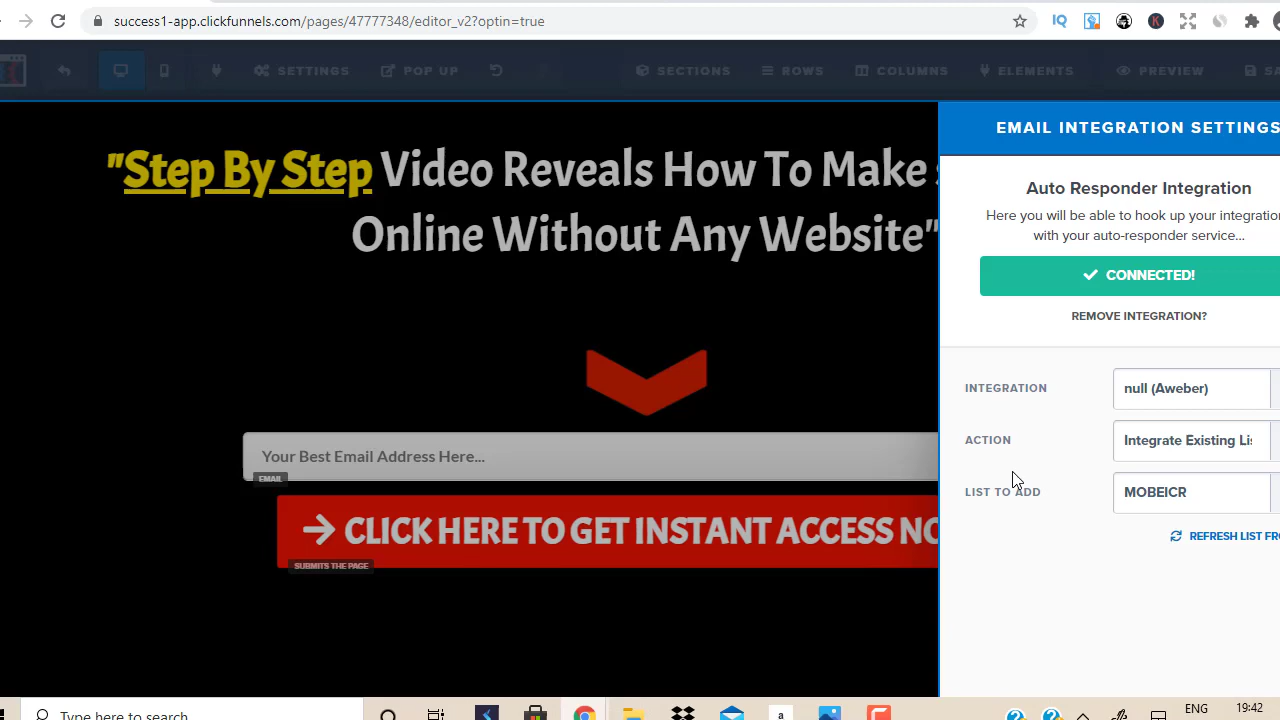 success1-app.clickfunnels.com/pages/47777348/editor_v2?optin=true
IQ
K
SETTINGS
POP UP
SECTIONS
ROWS
COLUMNS
ELEMENTS
PREVIEW
SA
"Step By Step Video Reveals How To Make
Online Without Any Website"
Your Best Email Address Here...
EMAIL
CLICK HERE TO GET INSTANT ACCESS NO
SUBMITS THE PAGE
EMAIL INTEGRATION SETTINGS
Auto Responder Integration
Here you will be able to hook up your integration
with your auto-responder service...
CONNECTED!
REMOVE INTEGRATION?
INTEGRATION
null (Aweber)
ACTION
Integrate Existing Lis
LIST TO ADD
MOBEICR
REFRESH LIST FRO
Type here to search
a
ENG
19:42